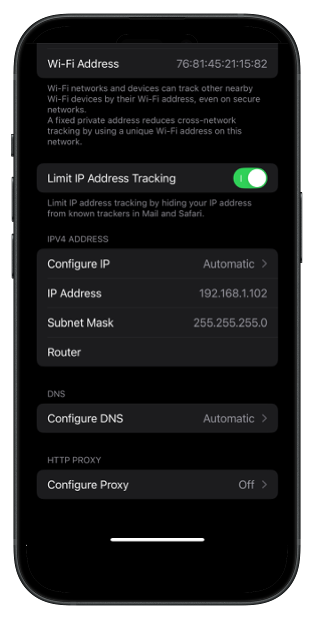 Wi-Fi Address 76:81:45:21:15:82
Wi-Fi networks and devices can track other nearby
Wi-Fi devices by their Wi-Fi address, even on secure
networks.
A fixed private address reduces cross-network
tracking by using a unique Wi-Fi address on this
network.
Limit IP Address Tracking
Limit IP address tracking by hiding your IP address
from known trackers in Mail and Safari.
IPV4 ADDRESS
Configure IP Automatic
IP Address 192.168.1.102
Subnet Mask 255.255.255.0
Router
DNS
Configure DNS Automatic
HTTP PROXY
Configure Proxy Off